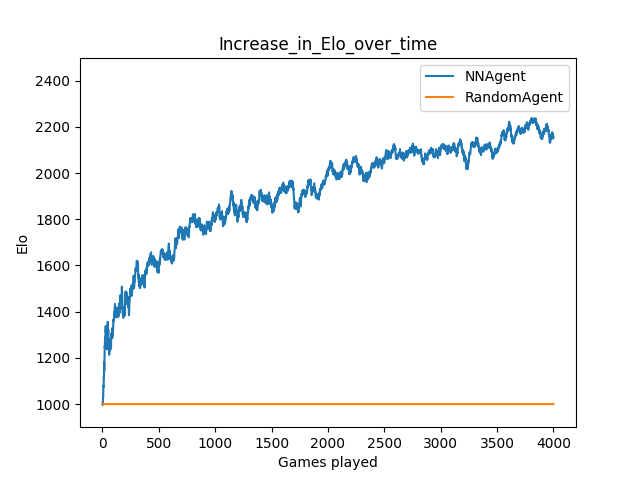 Increase_in_Elo_over_time
NNAgent
RandomAgent
2400
2200
2000
1800
1600
1400
1200
1000
Elo
0 500 1000 1500 2000 2500 3000 3500 4000
Games played